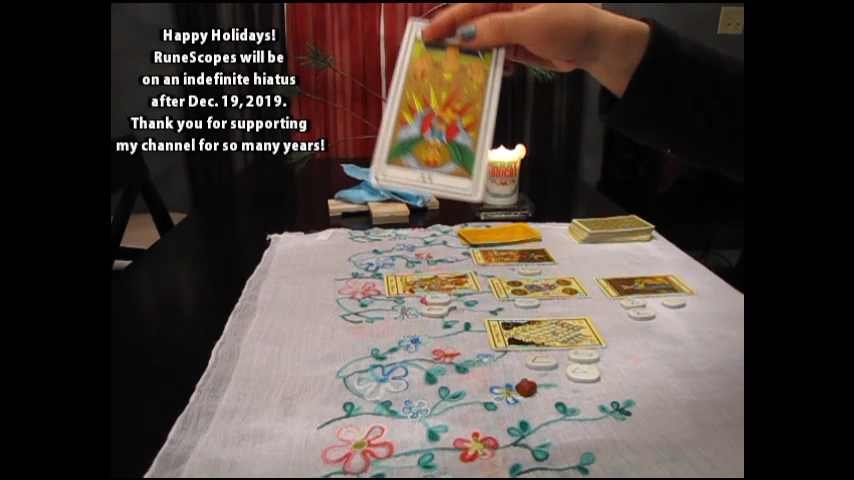 Happy Holidays!
RuneScopes will be
on an indefinite hiatus
after Dec. 19, 2019.
Thank you for supporting
my channel for so many years!